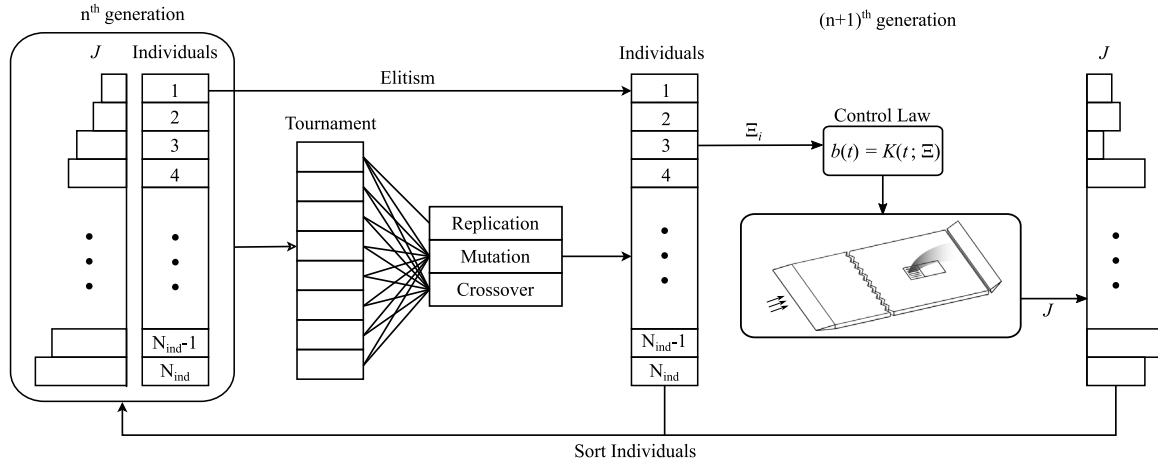 nᵗʰ generation
(n+1)ᵗʰ generation
J Individuals
1
2
3
4
N_ind-1
N_ind
Elitism
Tournament
Replication
Mutation
Crossover
Individuals
1
2
3
4
N_ind-1
N_ind
Ξ_i
Control Law
b(t) = K(t; Ξ)
J
J
Sort Individuals